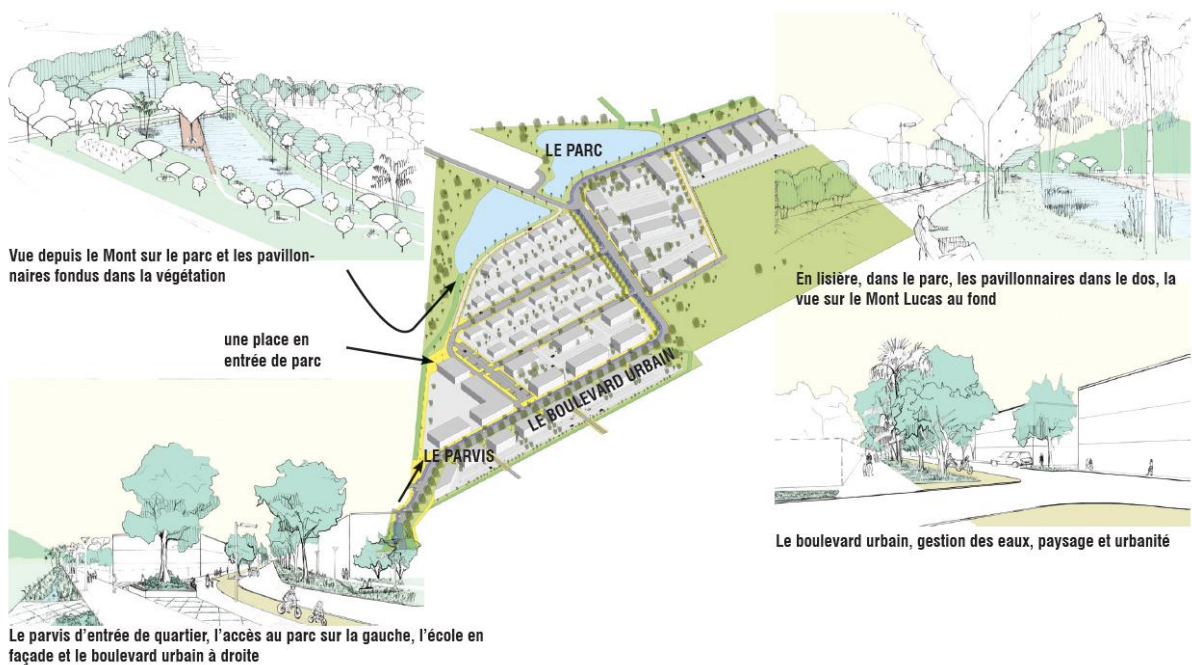 Vue depuis le Mont sur le parc et les pavillon-
naires fondus dans la végétation
une place en
entrée de parc
LE PARC
LE BOULEVARD URBAIN
LE PARVIS
En lisière, dans le parc, les pavillonnaires dans le dos, la
vue sur le Mont Lucas au fond
Le boulevard urbain, gestion des eaux, paysage et urbanité
Le parvis d'entrée de quartier, l'accès au parc sur la gauche, l'école en
façade et le boulevard urbain à droite